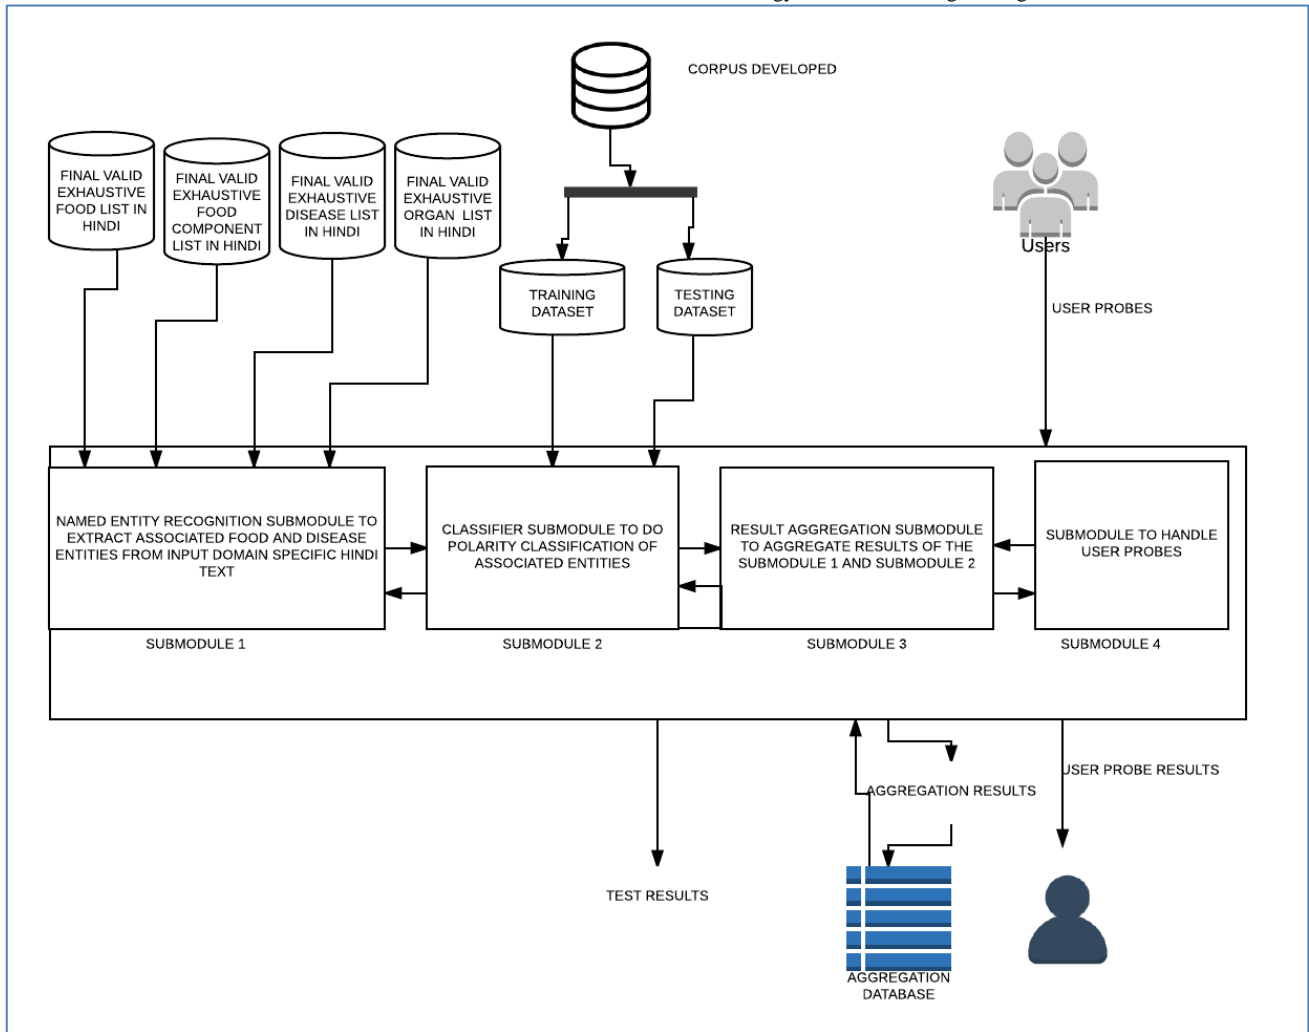 CORPUS DEVELOPED
FINAL VALID
EXHAUSTIVE
FOOD LIST IN
HINDI
FINAL VALID
EXHAUSTIVE
FOOD
COMPONENT
LIST IN HINDI
FINAL VALID
EXHAUSTIVE
DISEASE LIST
IN HINDI
FINAL VALID
EXHAUSTIVE
ORGAN LIST
IN HINDI
TRAINING
DATASET
TESTING
DATASET
Users
USER PROBES
NAMED ENTITY RECOGNITION SUBMODULE TO
EXTRACT ASSOCIATED FOOD AND DISEASE
ENTITIES FROM INPUT DOMAIN SPECIFIC HINDI
TEXT
CLASSIFIER SUBMODULE TO DO
POLARITY CLASSIFICATION OF
ASSOCIATED ENTITIES
RESULT AGGREGATION SUBMODULE
TO AGGREGATE RESULTS OF THE
SUBMODULE 1 AND SUBMODULE 2
SUBMODULE TO HANDLE
USER PROBES
SUBMODULE 1
SUBMODULE 2
SUBMODULE 3
SUBMODULE 4
USER PROBE RESULTS
AGGREGATION RESULTS
TEST RESULTS
AGGREGATION
DATABASE